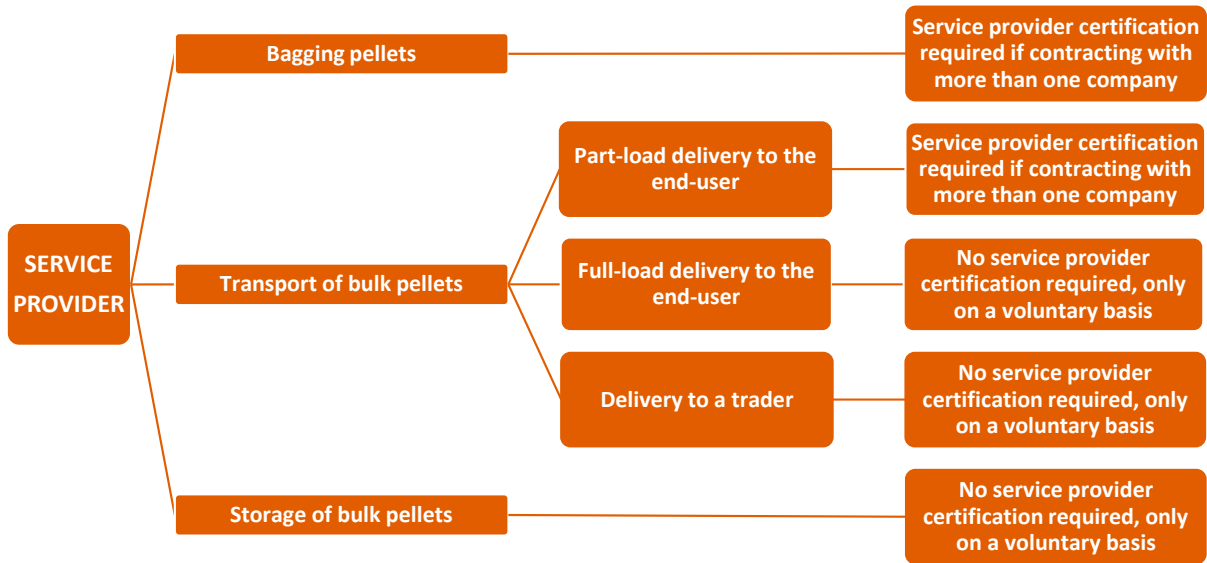 SERVICE
PROVIDER
Bagging pellets
Service provider certification
required if contracting with
more than one company
Transport of bulk pellets
Part-load delivery to the
end-user
Service provider certification
required if contracting with
more than one company
Full-load delivery to the
end-user
No service provider
certification required, only
on a voluntary basis
Delivery to a trader
No service provider
certification required, only
on a voluntary basis
Storage of bulk pellets
No service provider
certification required, only
on a voluntary basis